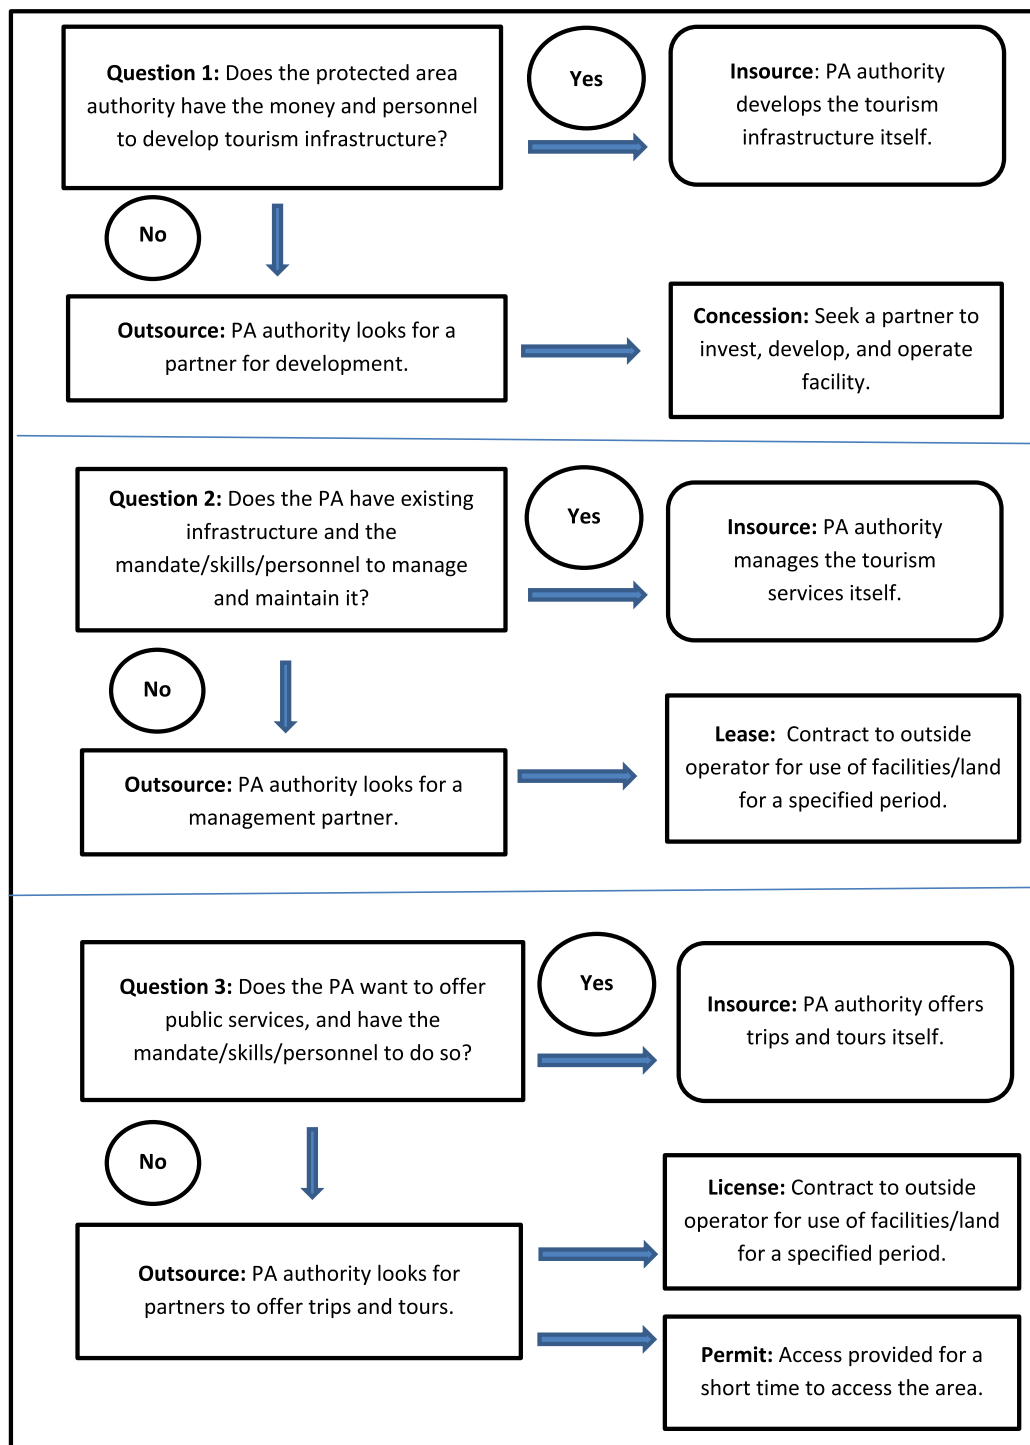 Question 1: Does the protected area
authority have the money and personnel
to develop tourism infrastructure?
Yes
Insource: PA authority
develops the tourism
infrastructure itself.
No
Outsource: PA authority looks for a
partner for development.
Concession: Seek a partner to
invest, develop, and operate
facility.
Question 2: Does the PA have existing
infrastructure and the
mandate/skills/personnel to manage
and maintain it?
Yes
Insource: PA authority
manages the tourism
services itself.
No
Outsource: PA authority looks for a
management partner.
Lease:  Contract to outside
operator for use of facilities/land
for a specified period.
Question 3: Does the PA want to offer
public services, and have the
mandate/skills/personnel to do so?
Yes
Insource: PA authority offers
trips and tours itself.
No
Outsource: PA authority looks for
partners to offer trips and tours.
License: Contract to outside
operator for use of facilities/land
for a specified period.
Permit: Access provided for a
short time to access the area.